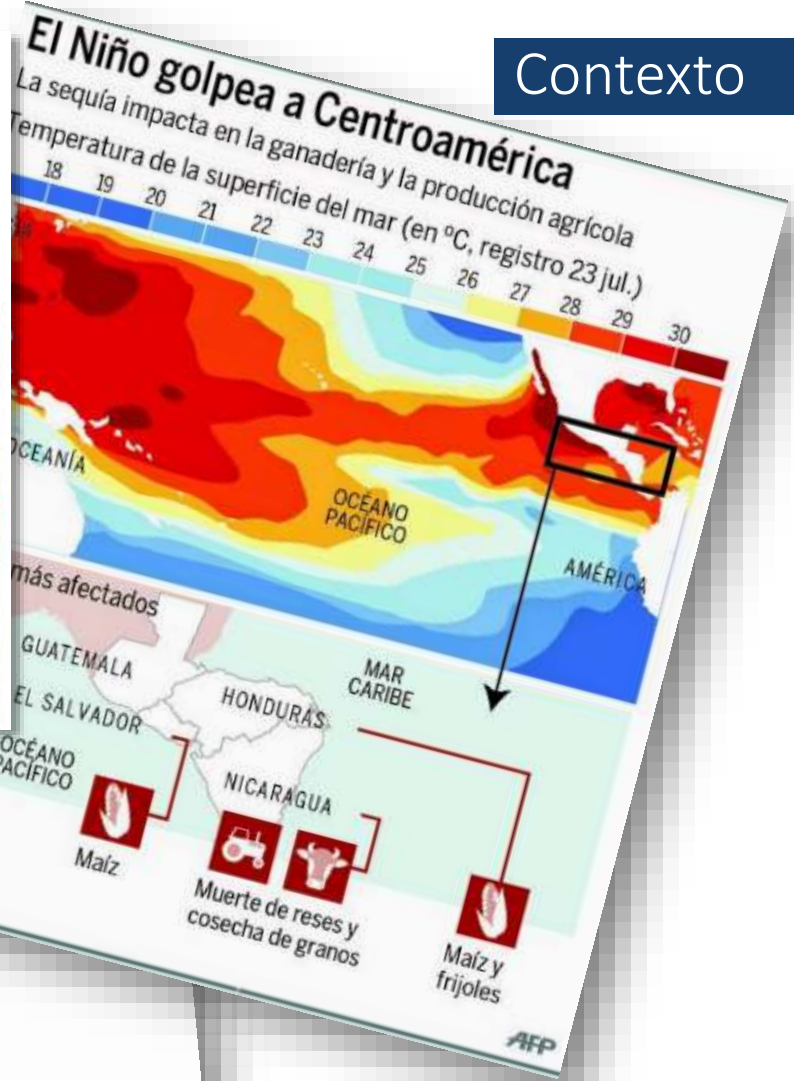 Contexto
El Niño golpea a Centroamérica
La sequía impacta en la ganadería y la producción agrícola
Temperatura de la superficie del mar (en ºC, registro 23 jul.)
18 19 20 21 22 23 24 25 26 27 28 29 30
OCEANÍA
OCÉANO
PACÍFICO
AMÉRICA
más afectados
GUATEMALA
MAR
CARIBE
HONDURAS
EL SALVADOR
OCÉANO
PACÍFICO
NICARAGUA
Maíz
Muerte de reses y
cosecha de granos
Maíz y
frijoles
AFP